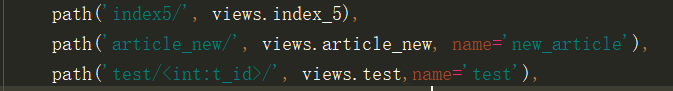 path('index5/', views.index_5),
path('article_new/', views.article_new, name='new_article'),
path('test/<int:t_id>/', views.test,name='test'),